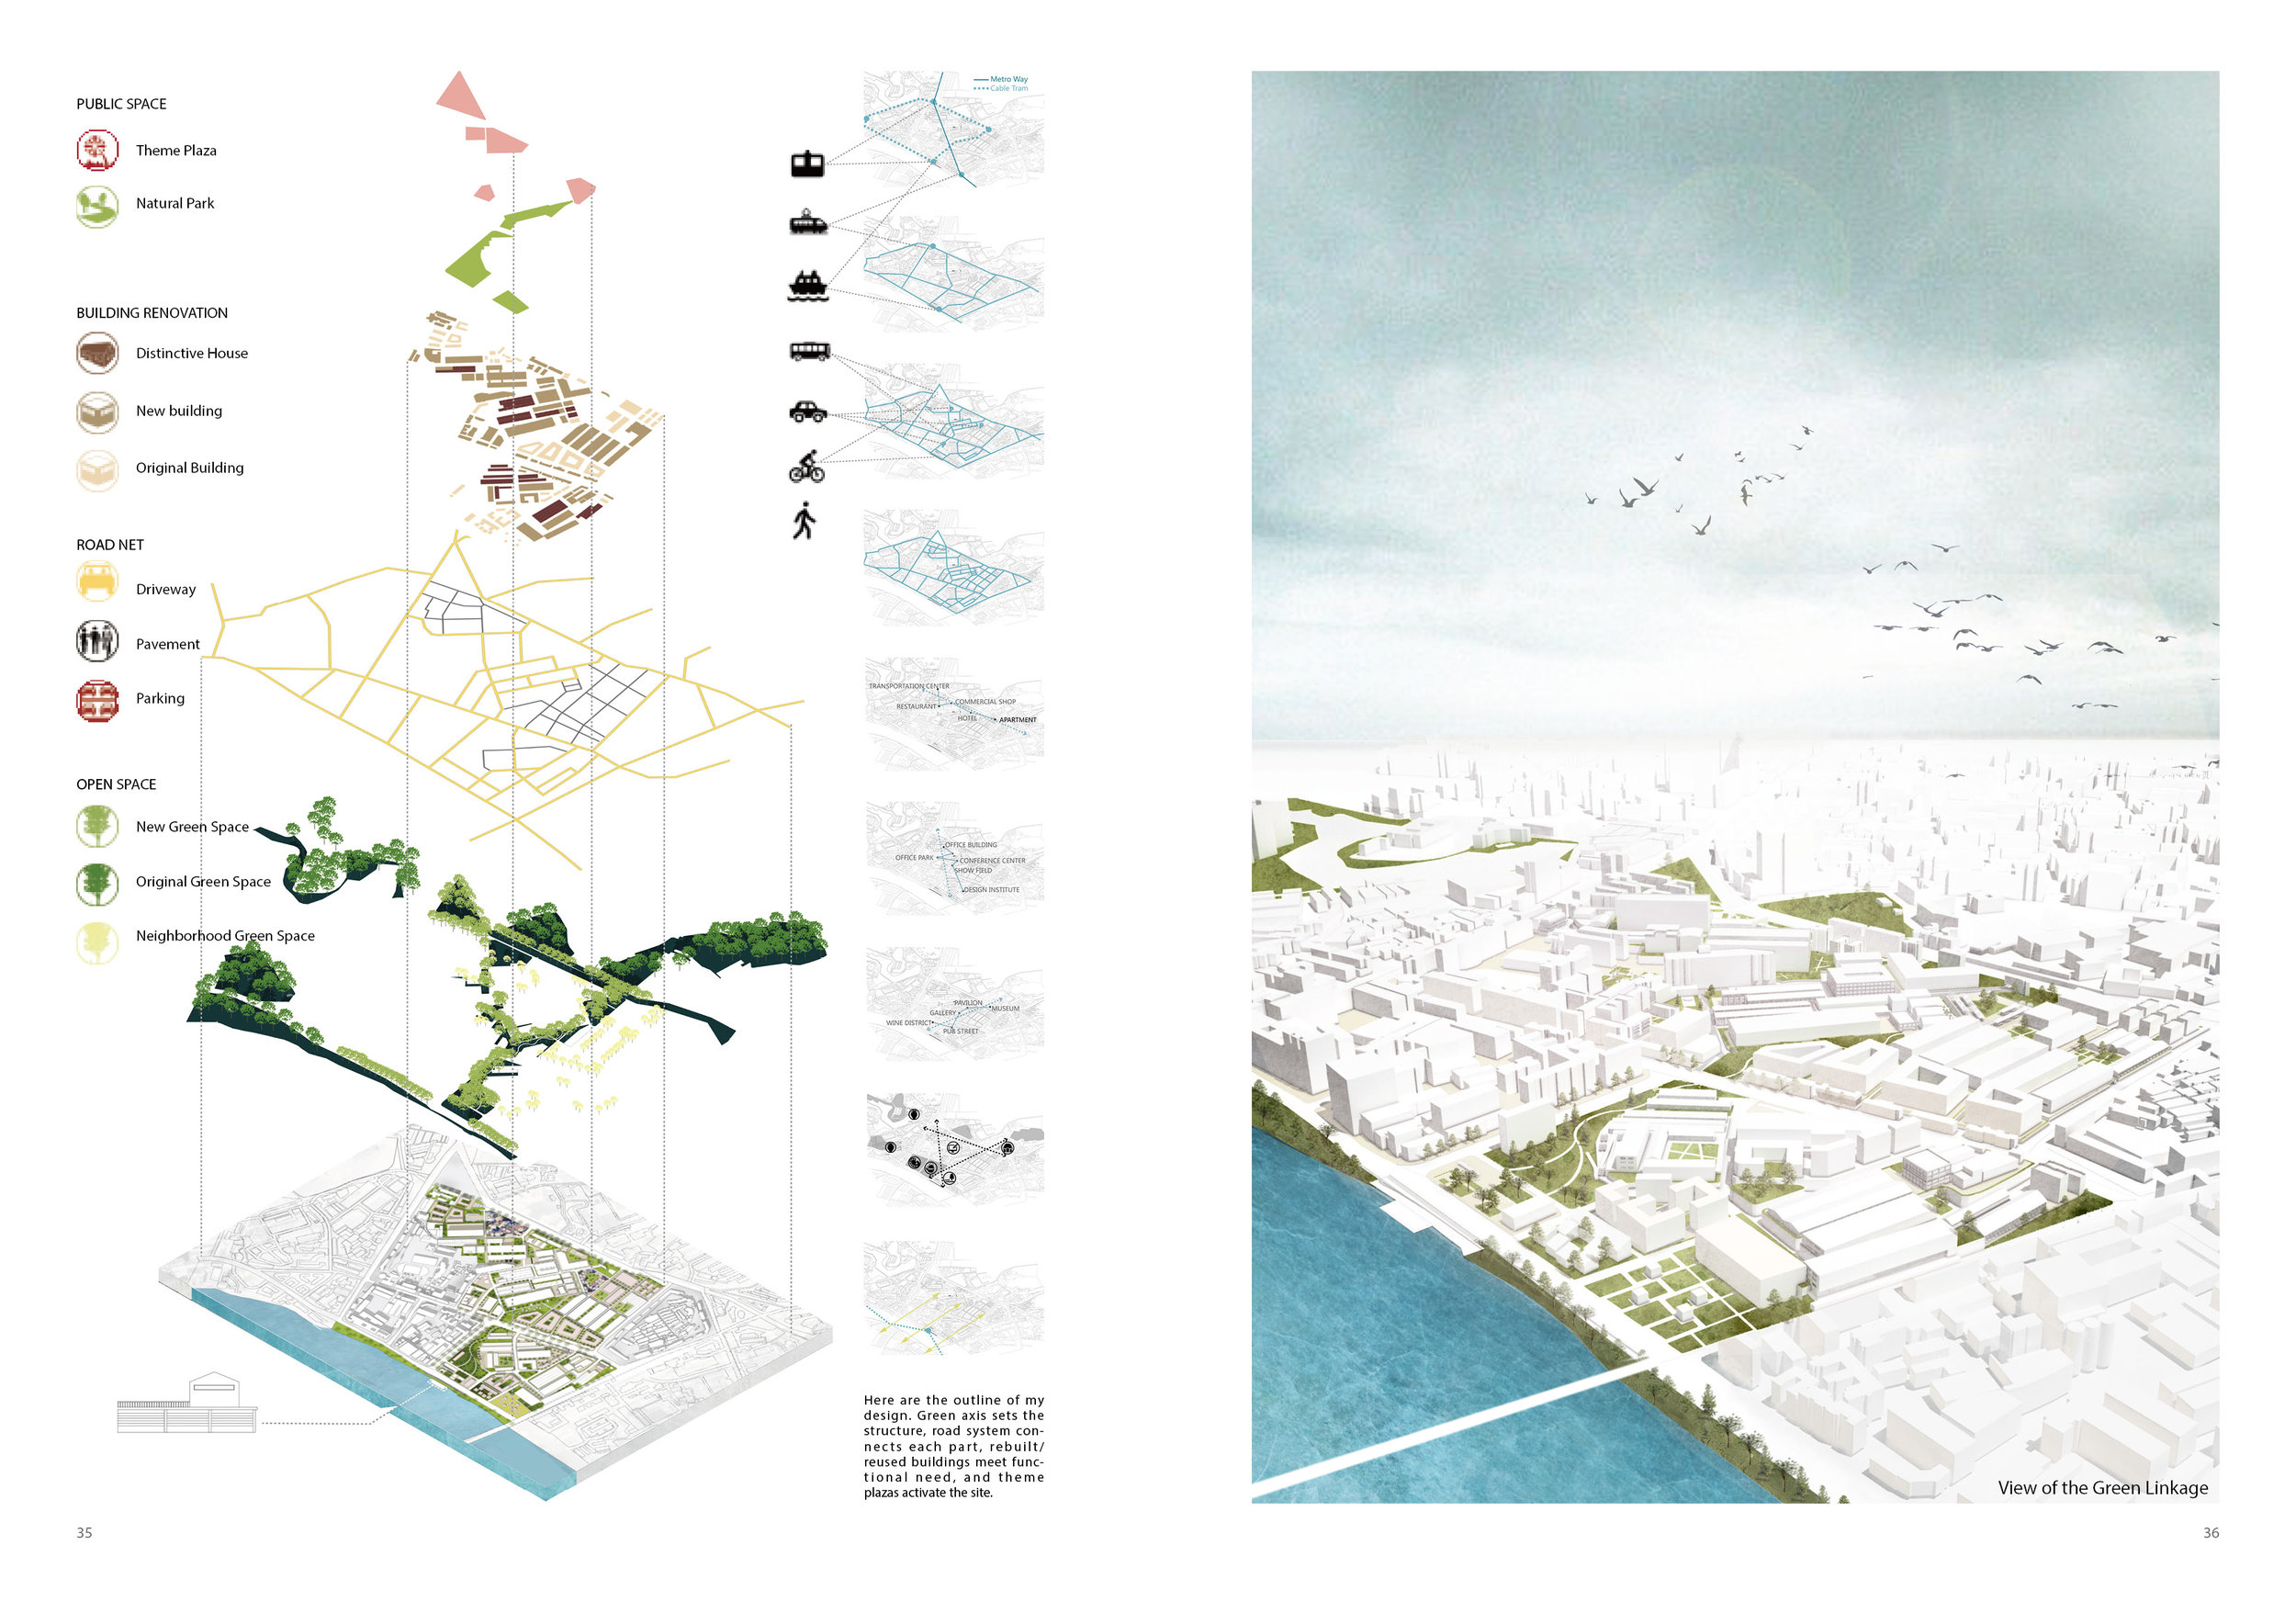 PUBLIC SPACE
Theme Plaza
Natural Park
BUILDING RENOVATION
Distinctive House
New building
Original Building
ROAD NET
Driveway
Pavement
Parking
OPEN SPACE
New Green Space
Original Green Space
Neighborhood Green Space
Metro Way
Cable Tram
TRANSPORTATION CENTER
COMMERCIAL SHOP
RESTAURANT
HOTEL
APARTMENT
OFFICE BUILDING
OFFICE PARK
CONFERENCE CENTER
SHOW FIELD
DESIGN INSTITUTE
PAVILION
MUSEUM
GALLERY
WINE DISTRICT
PUB STREET
Here are the outline of my
design. Green axis sets the
structure, road system con-
nects each part, rebuilt/
reused buildings meet func-
tional need, and theme
plazas activate the site.
View of the Green Linkage
35
36